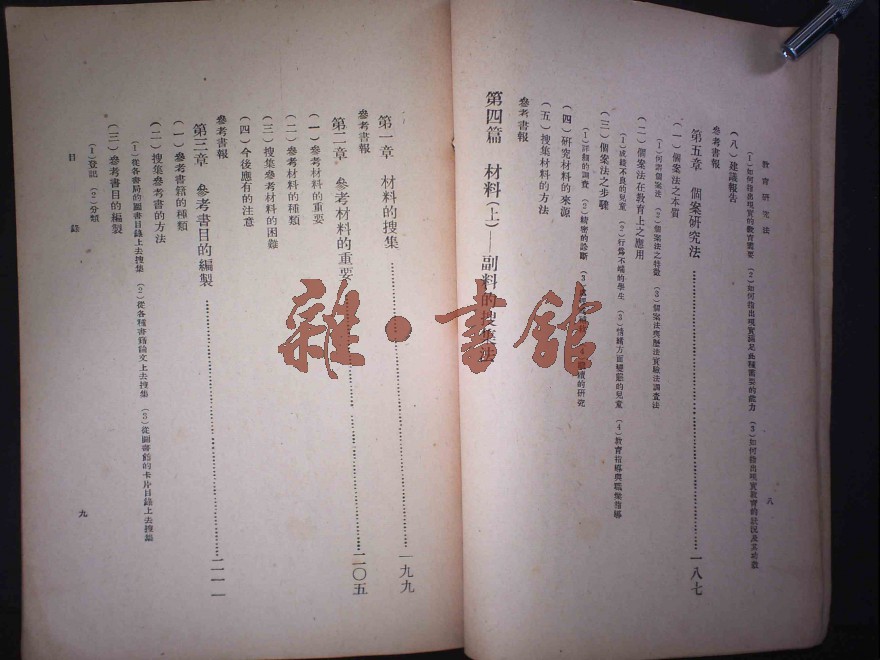 教育研究法
八
(1)如何指出現實的教育需要 (2)如何指出現實滿足此種需要的能力 (3)如何指出現實教育的狀況及其功效
(八)建議報告
參考書報
第五章 個案研究法……一八七
(一)個案法之本質
(1)何謂個案法 (2)個案法之特徵 (3)個案法與歷法實驗法調查法
(二)個案法在教育上之應用
(1)成績不良的兒童 (2)行爲不端的學生 (3)情緒方面變態的兒童 (4)教育指導與職業指導
(三)個案法之步驟
(1)詳細的調查 (2)精密的診斷 (3) 的研究
(四)研究材料的來源
(五)搜集材料的方法
參考書報
第四篇 材料(上)——副料的搜集法
第一章 材料的搜集……一九九
參考書報
第二章 參考材料的重要……二〇五
(一)參考材料的重要
(二)參考材料的種類
(三)搜集參考材料的困難
(四)今後應有的注意
參考書報
第三章 參考書目的編製……二一一
(一)參考書籍的種類
(二)搜集參考書的方法
(1)從各書局的圖書目錄上去搜集 (2)從各種書籍論文上去搜集 (3)從圖書館的卡片目錄上去搜集
(三)參考書目的編製
(1)登記 (2)分類
目錄
九
雜·書館